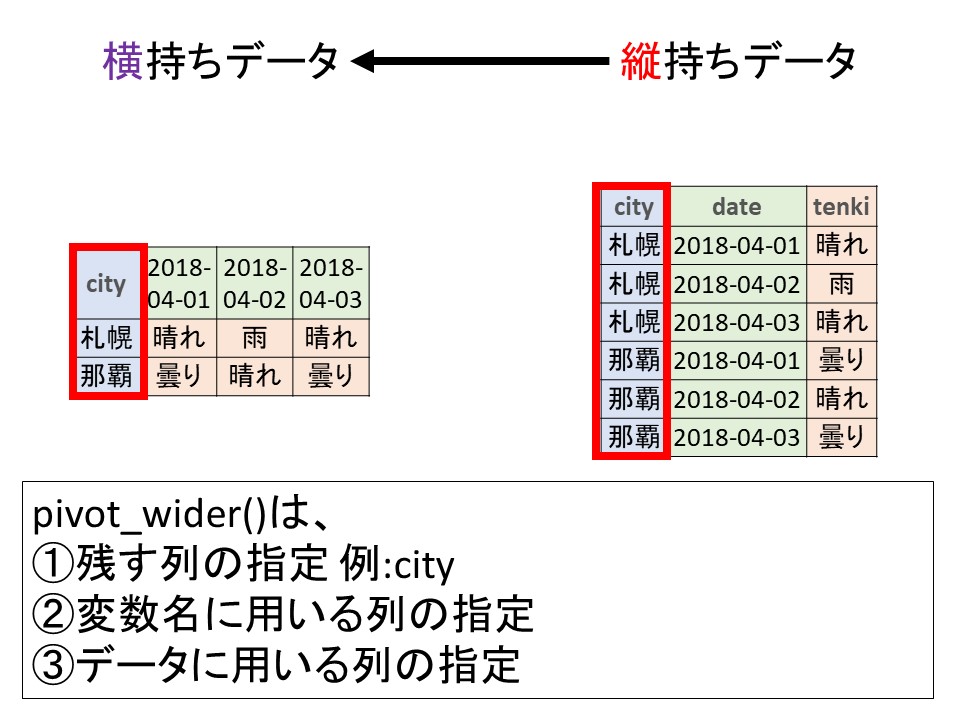 横持ちデータ 縦持ちデータ
city 2018-04-01 2018-04-02 2018-04-03
札幌 晴れ 雨 晴れ
那覇 曇り 晴れ 曇り
city date tenki
札幌 2018-04-01 晴れ
札幌 2018-04-02 雨
札幌 2018-04-03 晴れ
那覇 2018-04-01 曇り
那覇 2018-04-02 晴れ
那覇 2018-04-03 曇り
pivot_wider()は、
①残す列の指定 例:city
②変数名に用いる列の指定
③データに用いる列の指定